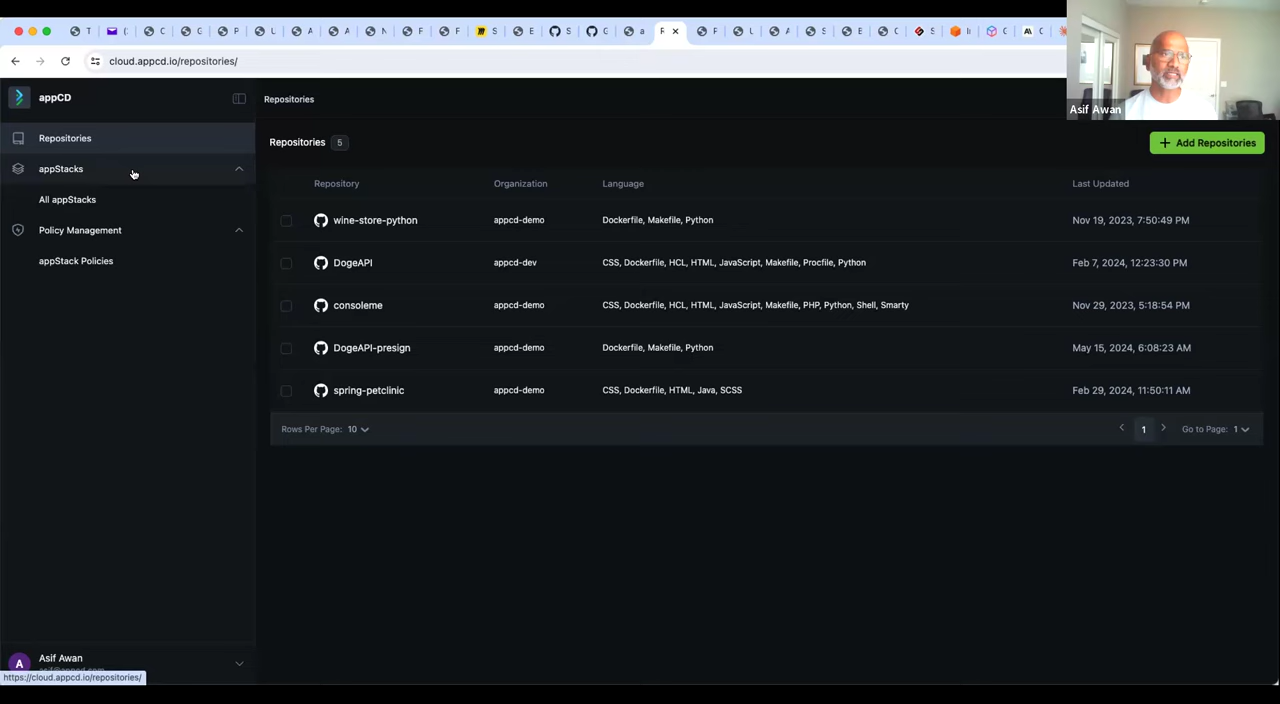 cloud.appcd.io/repositories/
Asif Awan
appCD
Repositories
appStacks
All appStacks
Policy Management
appStack Policies
Repositories
Repositories 5
+ Add Repositories
Repository Organization Language Last Updated
wine-store-python appcd-demo Dockerfile, Makefile, Python Nov 19, 2023, 7:50:49 PM
DogeAPI appcd-dev CSS, Dockerfile, HCL, HTML, JavaScript, Makefile, Procfile, Python Feb 7, 2024, 12:23:30 PM
consoleme appcd-demo CSS, Dockerfile, HCL, HTML, JavaScript, Makefile, PHP, Python, Shell, Smarty Nov 29, 2023, 5:18:54 PM
DogeAPI-presign appcd-demo Dockerfile, Makefile, Python May 15, 2024, 6:08:23 AM
spring-petclinic appcd-demo CSS, Dockerfile, HTML, Java, SCSS Feb 29, 2024, 11:50:11 AM
Rows Per Page: 10 1 Go to Page: 1
A Asif Awan
https://cloud.appcd.io/repositories/